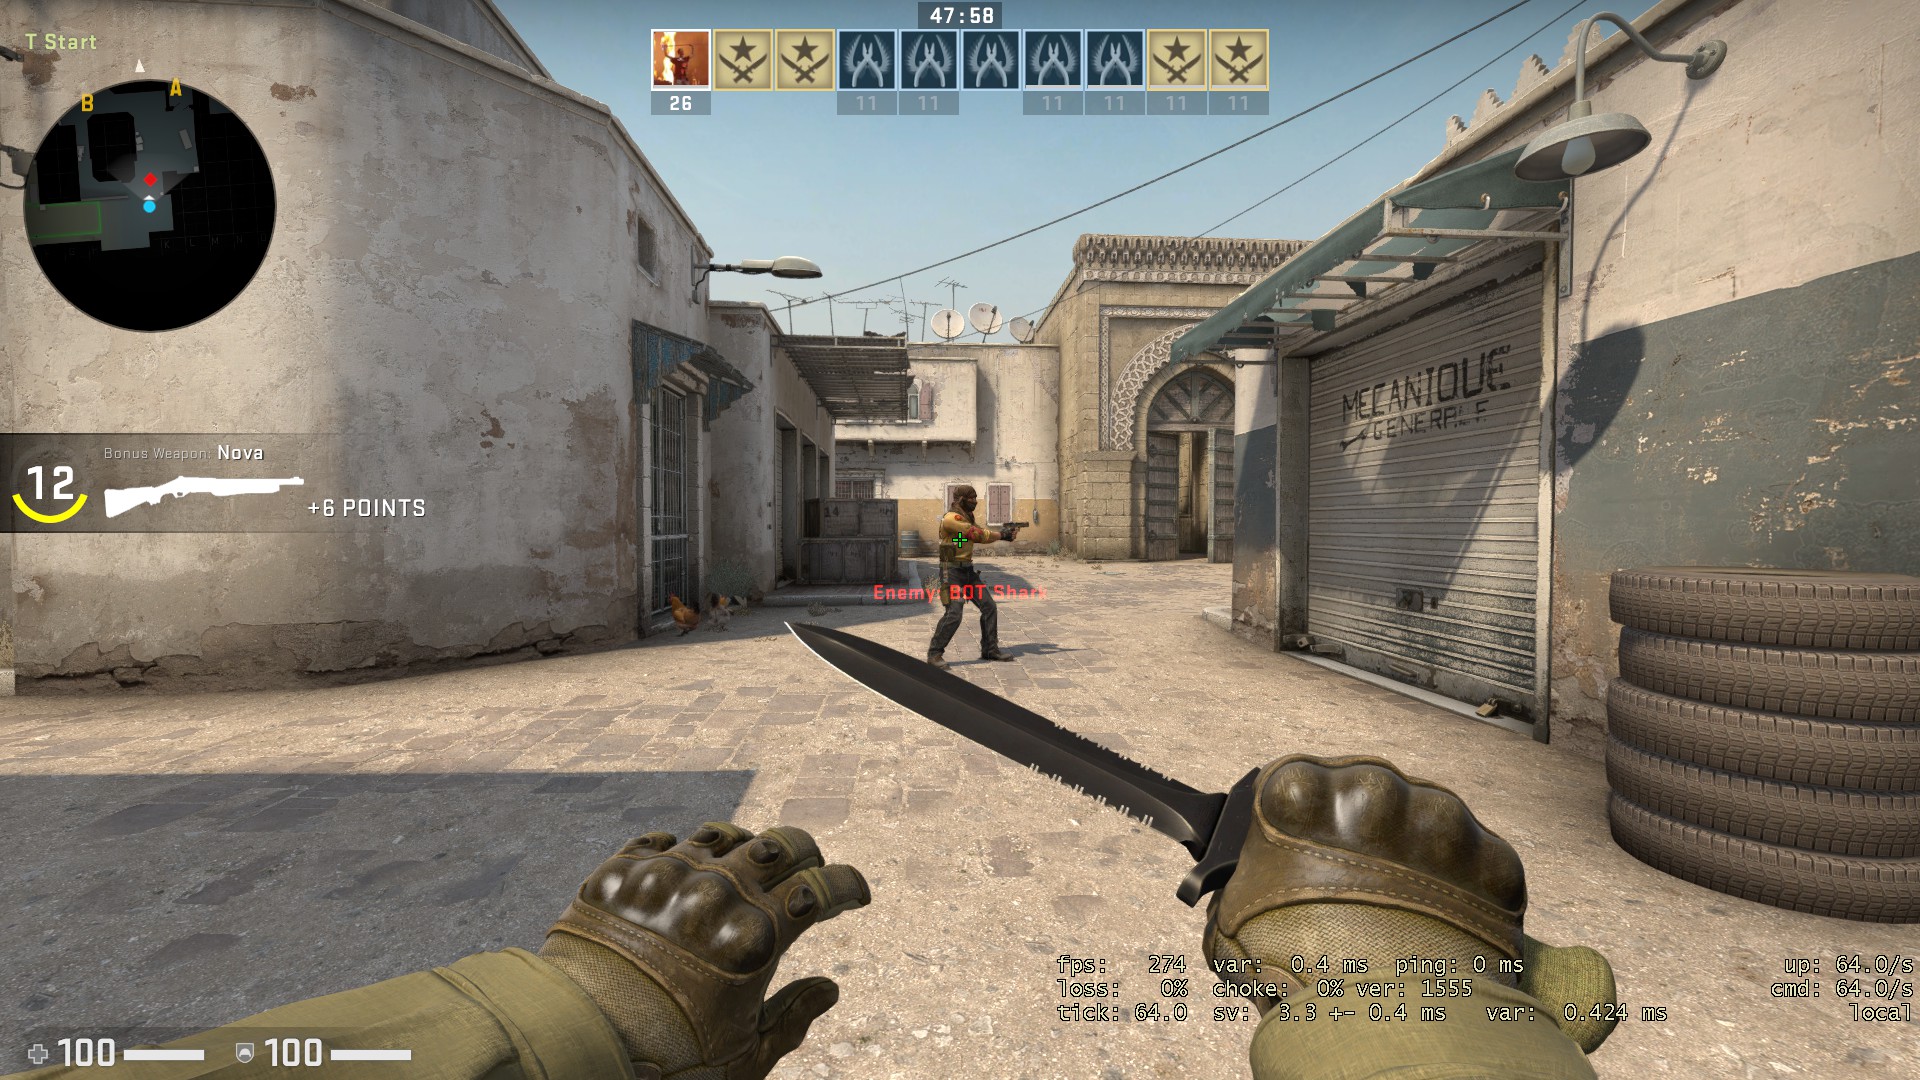 47:58
T Start
B A
26 11 11 11 11 11 11
Bonus Weapon: Nova
12
+6 POINTS
MECANIQUE
GENERALE
14
Enemy: BOT Shark
fps: 274 var: 0.4 ms ping: 0 ms
loss: 0% choke: 0% ver: 1555
tick: 64.0 sv: 3.3 +- 0.4 ms var: 0.424 ms
up: 64.0/s
cmd: 64.0/s
local
100 100